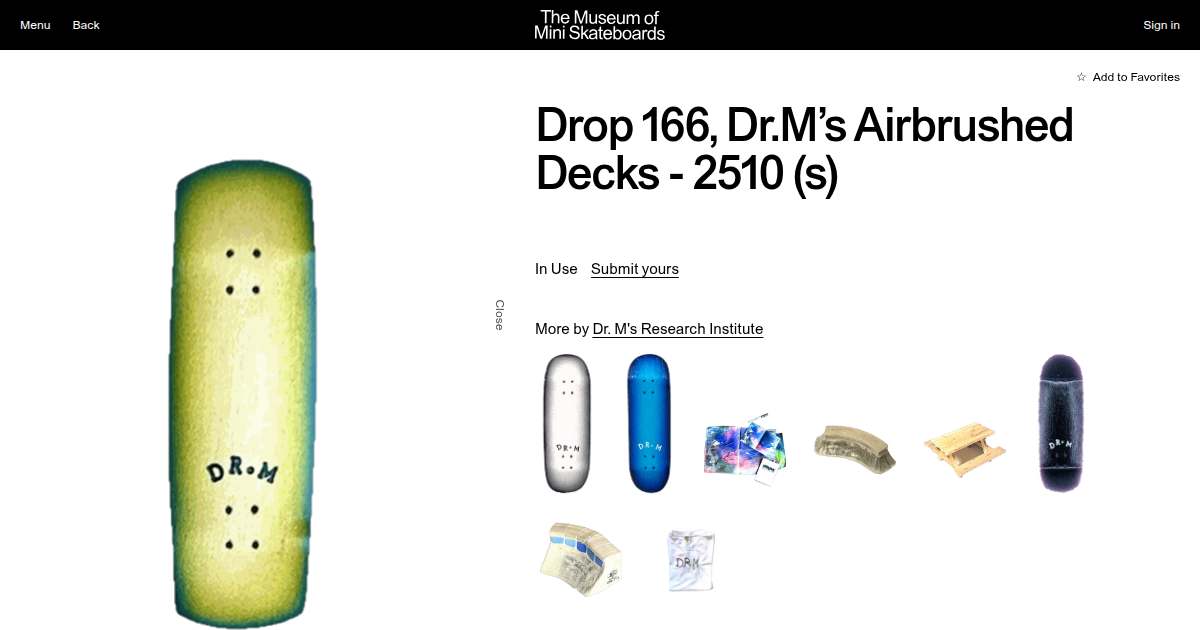 Menu Back
The Museum of
Mini Skateboards
Sign in
☆ Add to Favorites
Drop 166, Dr.M’s Airbrushed
Decks - 2510 (s)
In Use Submit yours
Close
More by Dr. M's Research Institute
DR•M
DR•M
DR•M
DR•M
DRM